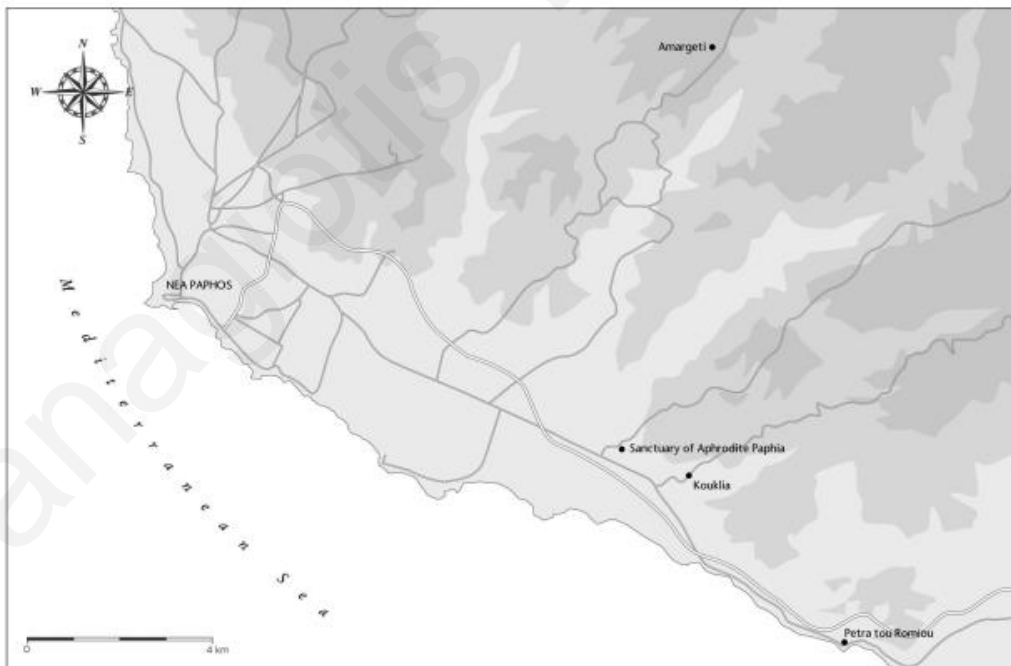 Amargeti
N
W E
S
NEA PAPHOS
Mediterranean Sea
Sanctuary of Aphrodite Paphia
Kouklia
Petra tou Romiou
0 4 km